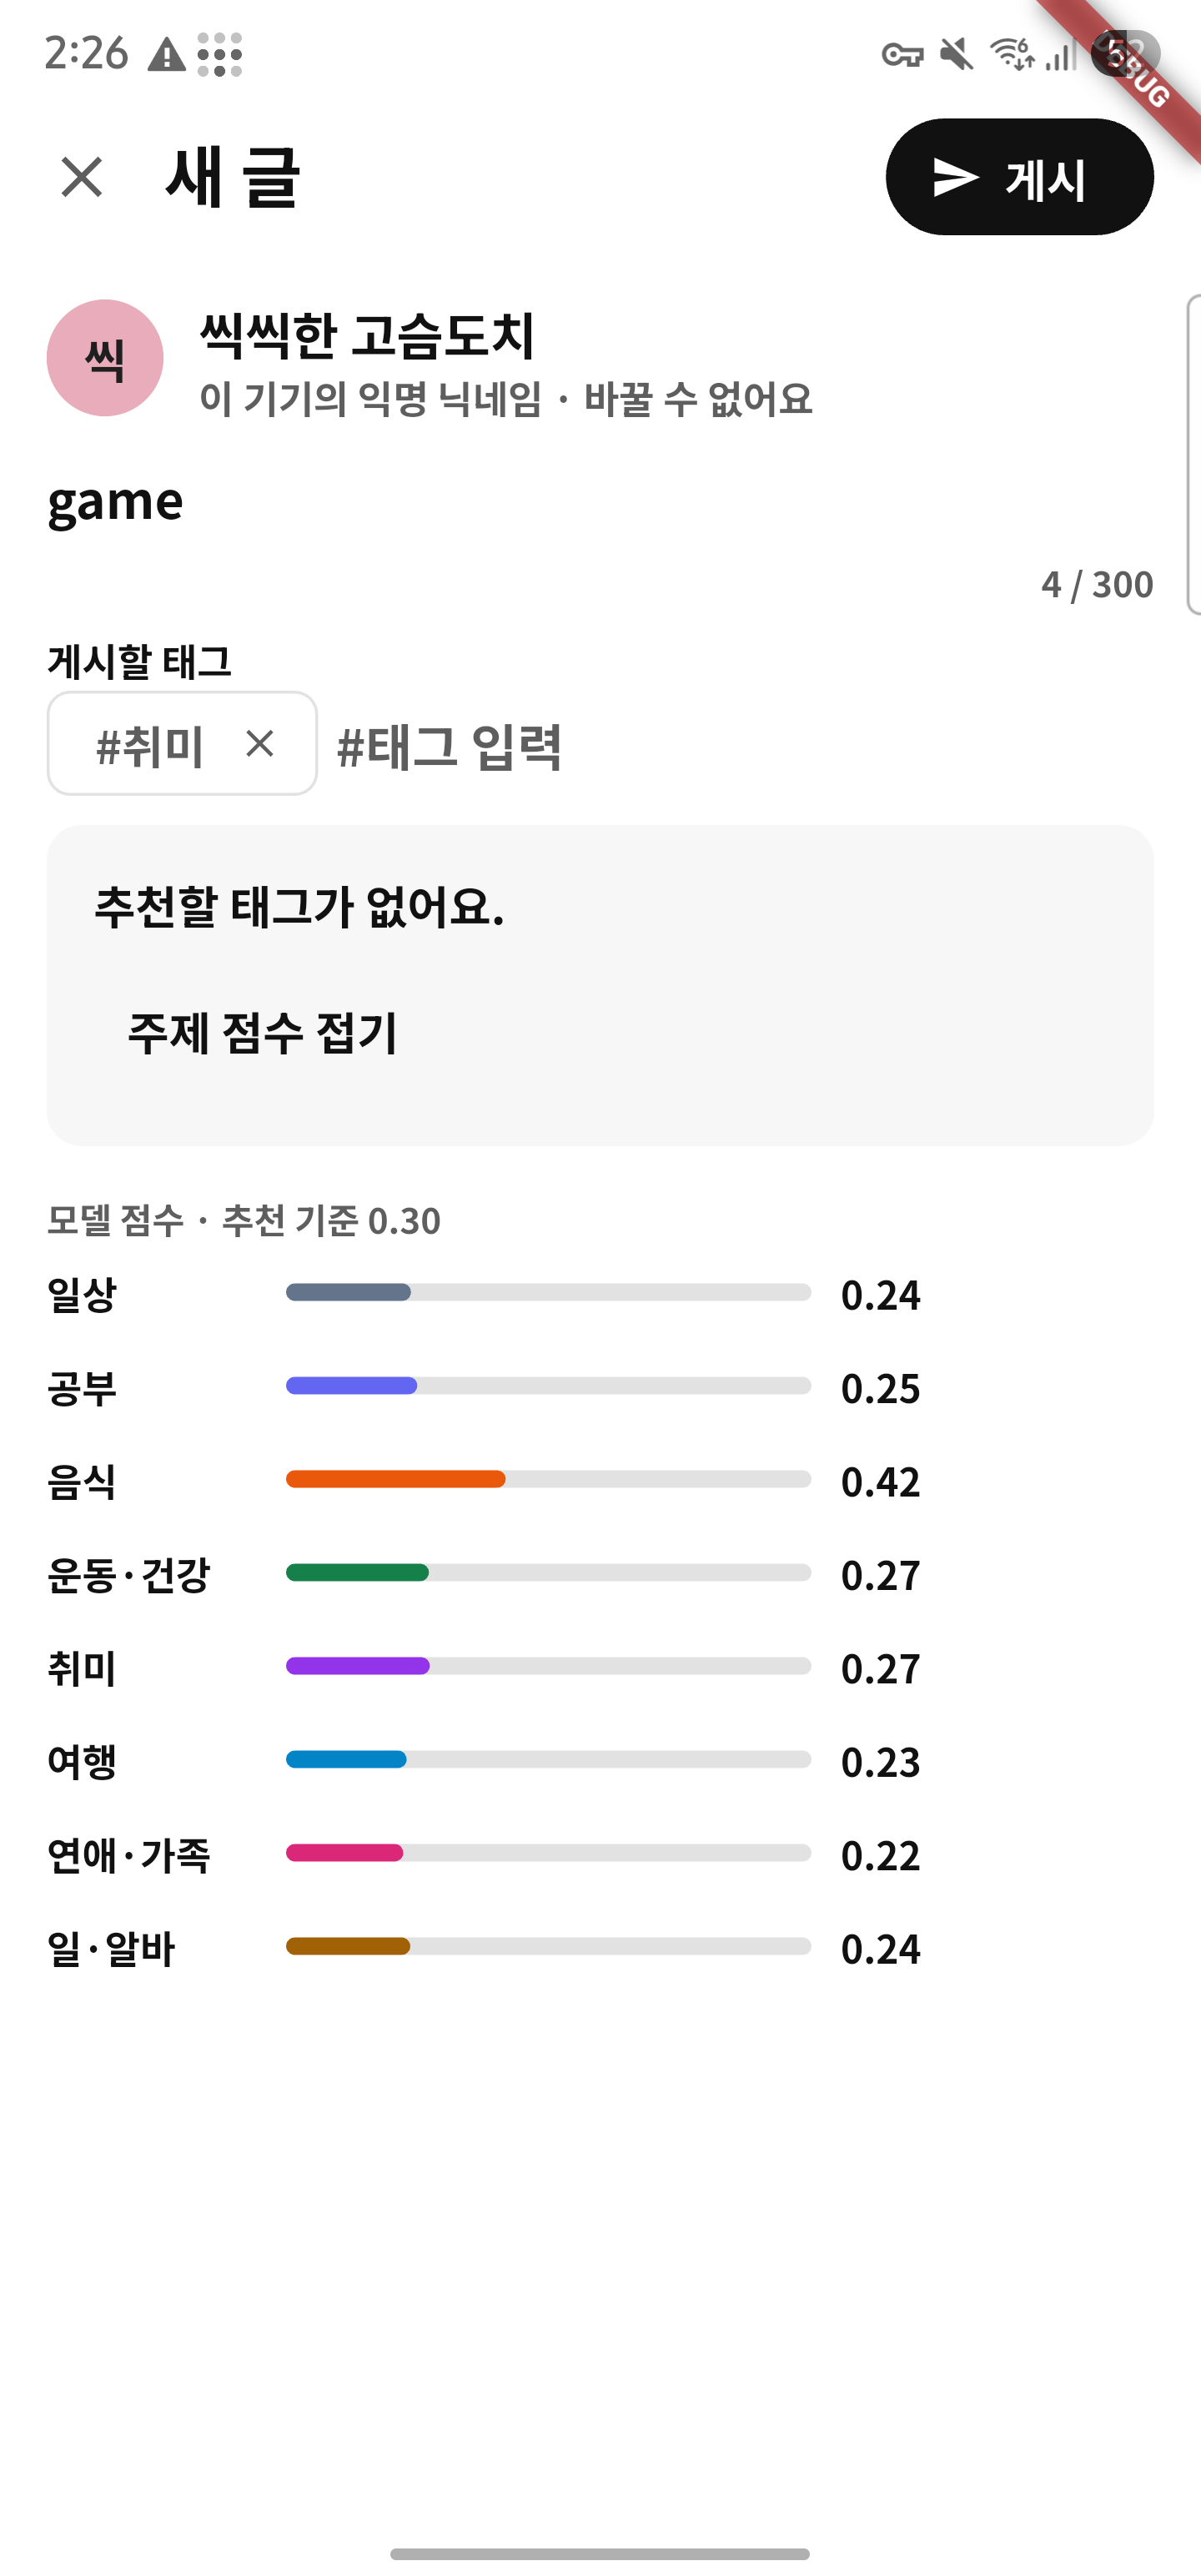 2:26
새 글
게시
씩
씩씩한 고슴도치
이 기기의 익명 닉네임 · 바꿀 수 없어요
game
4 / 300
게시할 태그
#취미
#태그 입력
추천할 태그가 없어요.
주제 점수 접기
모델 점수 · 추천 기준 0.30
일상 0.24
공부 0.25
음식 0.42
운동·건강 0.27
취미 0.27
여행 0.23
연애·가족 0.22
일·알바 0.24